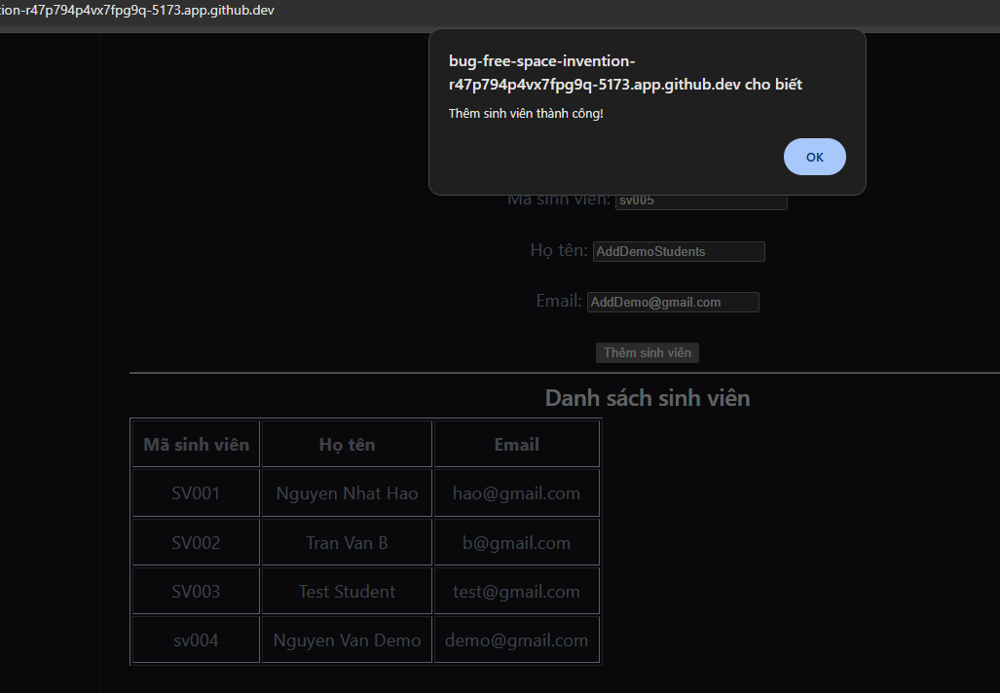 tion-r47p794p4vx7fpg9q-5173.app.github.dev
bug-free-space-invention-
r47p794p4vx7fpg9q-5173.app.github.dev cho biết
Thêm sinh viên thành công!
OK
Mã sinh viên: sv005
Họ tên: AddDemoStudents
Email: AddDemo@gmail.com
Thêm sinh viên
Danh sách sinh viên
Mã sinh viên Họ tên Email
SV001 Nguyen Nhat Hao hao@gmail.com
SV002 Tran Van B b@gmail.com
SV003 Test Student test@gmail.com
sv004 Nguyen Van Demo demo@gmail.com